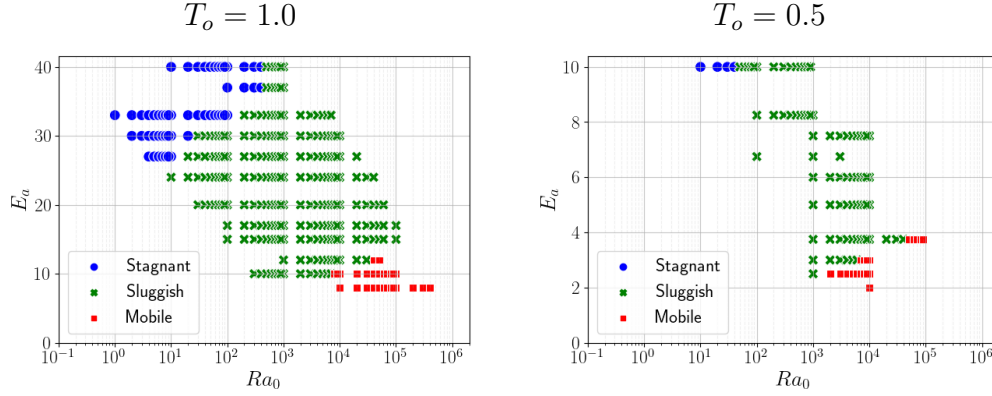 T_o = 1.0
40
30
20
10
0
E_a
Stagnant
Sluggish
Mobile
10^-1 10^0 10^1 10^2 10^3 10^4 10^5 10^6
Ra_0
T_o = 0.5
10
8
6
4
2
0
E_a
Stagnant
Sluggish
Mobile
10^-1 10^0 10^1 10^2 10^3 10^4 10^5 10^6
Ra_0